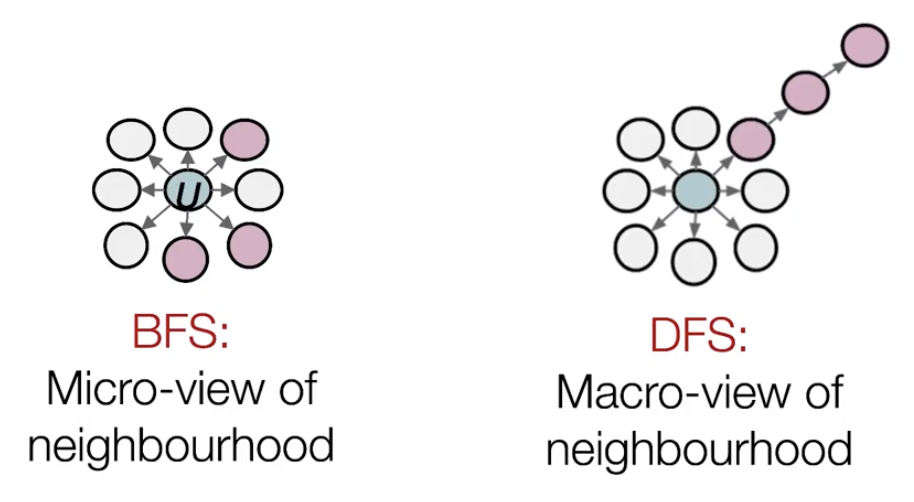 U
BFS:
Micro-view of
neighbourhood
DFS:
Macro-view of
neighbourhood